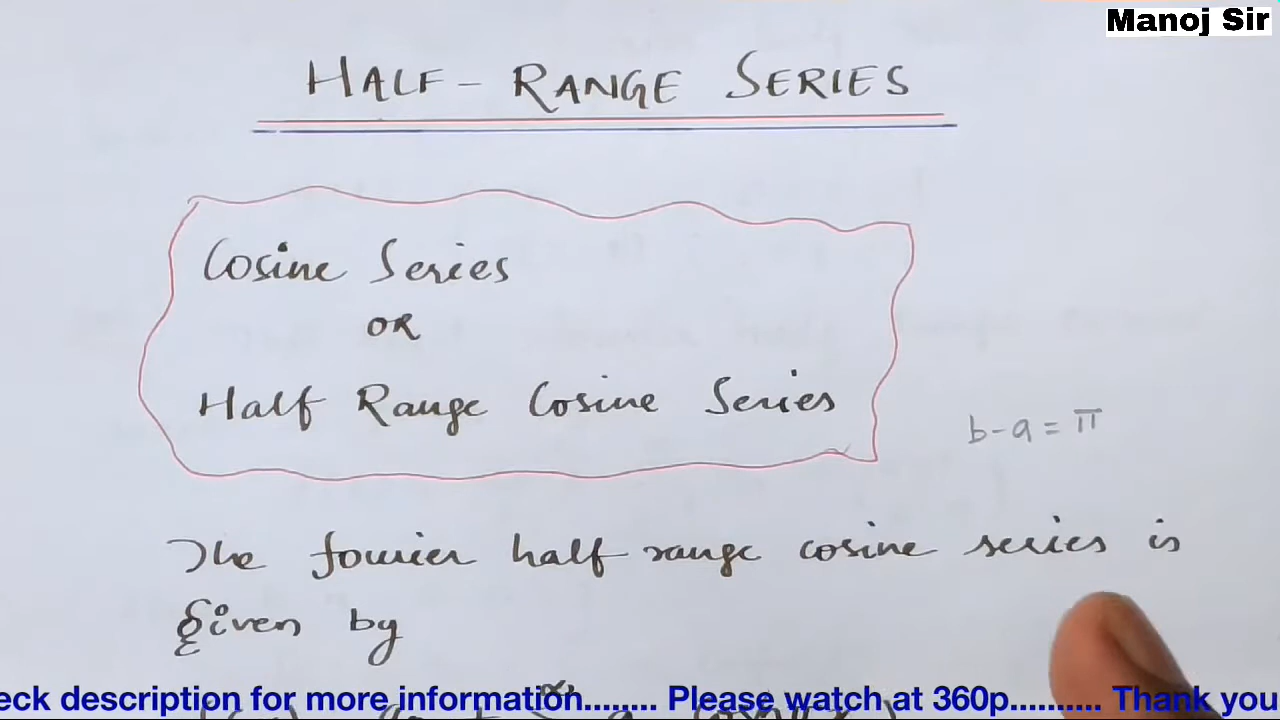 Manoj Sir
HALF-RANGE SERIES
Cosine Series
OR
Half Range Cosine Series
b-a = π
The fourier half range cosine series is
given by
eck description for more information........ Please watch at 360p.......... Thank you